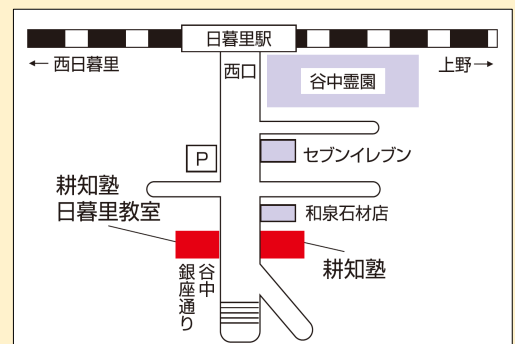 日暮里駅
← 西日暮里
上野 →
西口
谷中霊園
P
セブンイレブン
耕知塾
日暮里教室
和泉石材店
耕知塾
谷中
銀座通り